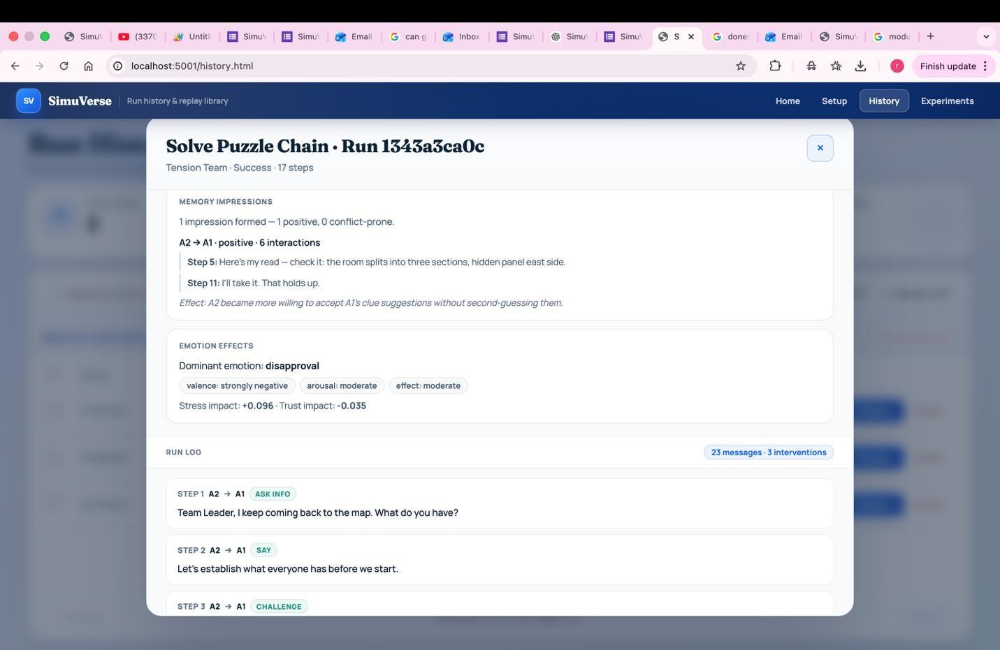 SimuV
(3370
Untitl
SimuV
SimuV
Email
can g
Inbox
SimuV
SimuV
SimuV
S
done
Email
SimuV
modu
localhost:5001/history.html
r
Finish update
SV
SimuVerse
Run history & replay library
Home
Setup
History
Experiments
Solve Puzzle Chain · Run 1343a3ca0c
Tension Team · Success · 17 steps
MEMORY IMPRESSIONS
1 impression formed — 1 positive, 0 conflict-prone.
A2 → A1 · positive · 6 interactions
Step 5: Here's my read — check it: the room splits into three sections, hidden panel east side.
Step 11: I'll take it. That holds up.
Effect: A2 became more willing to accept A1's clue suggestions without second-guessing them.
EMOTION EFFECTS
Dominant emotion: disapproval
valence: strongly negative
arousal: moderate
effect: moderate
Stress impact: +0.096 · Trust impact: -0.035
RUN LOG
23 messages · 3 interventions
STEP 1 A2 → A1 ASK INFO
Team Leader, I keep coming back to the map. What do you have?
STEP 2 A2 → A1 SAY
Let's establish what everyone has before we start.
STEP 3 A2 → A1 CHALLENGE